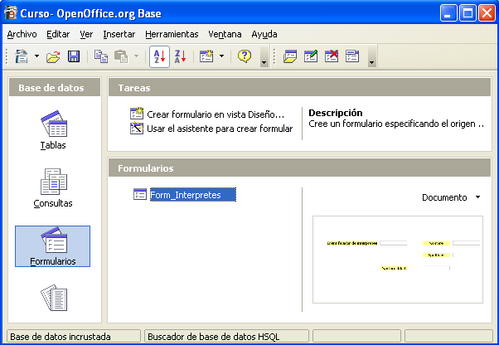 Curso- OpenOffice.org Base
Archivo Editar Ver Insertar Herramientas Ventana Ayuda
Base de datos
Tablas
Consultas
Formularios
Tareas
Crear formulario en vista Diseño...
Usar el asistente para crear formular
Descripción
Cree un formulario especificando el origen ..
Formularios
Form_Interpretes
Documento
Base de datos incrustada
Buscador de base de datos HSQL